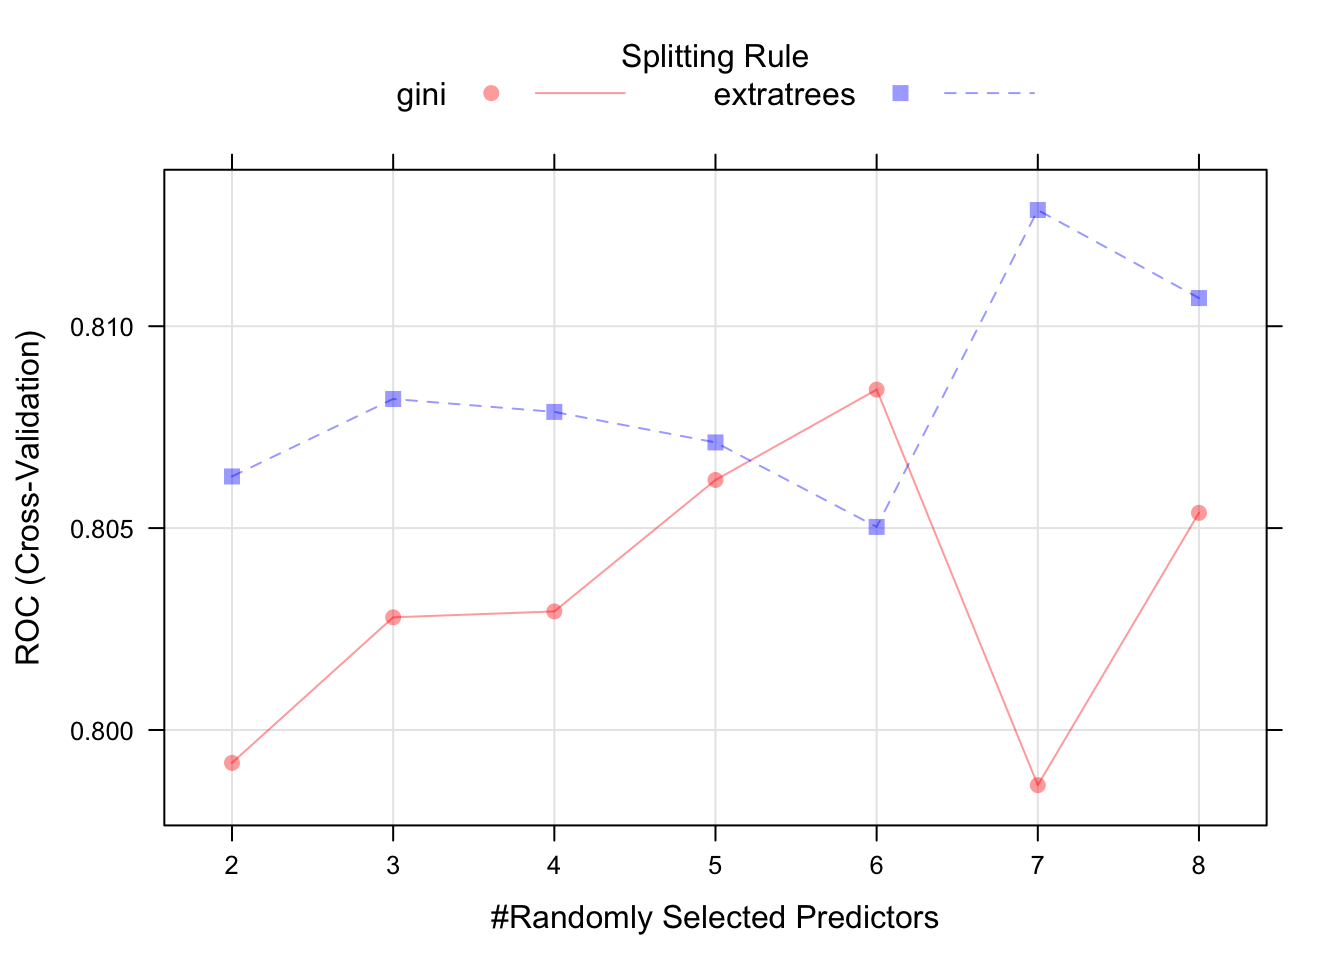 Splitting Rule
gini extratrees
ROC (Cross-Validation)
0.810
0.805
0.800
2 3 4 5 6 7 8
#Randomly Selected Predictors